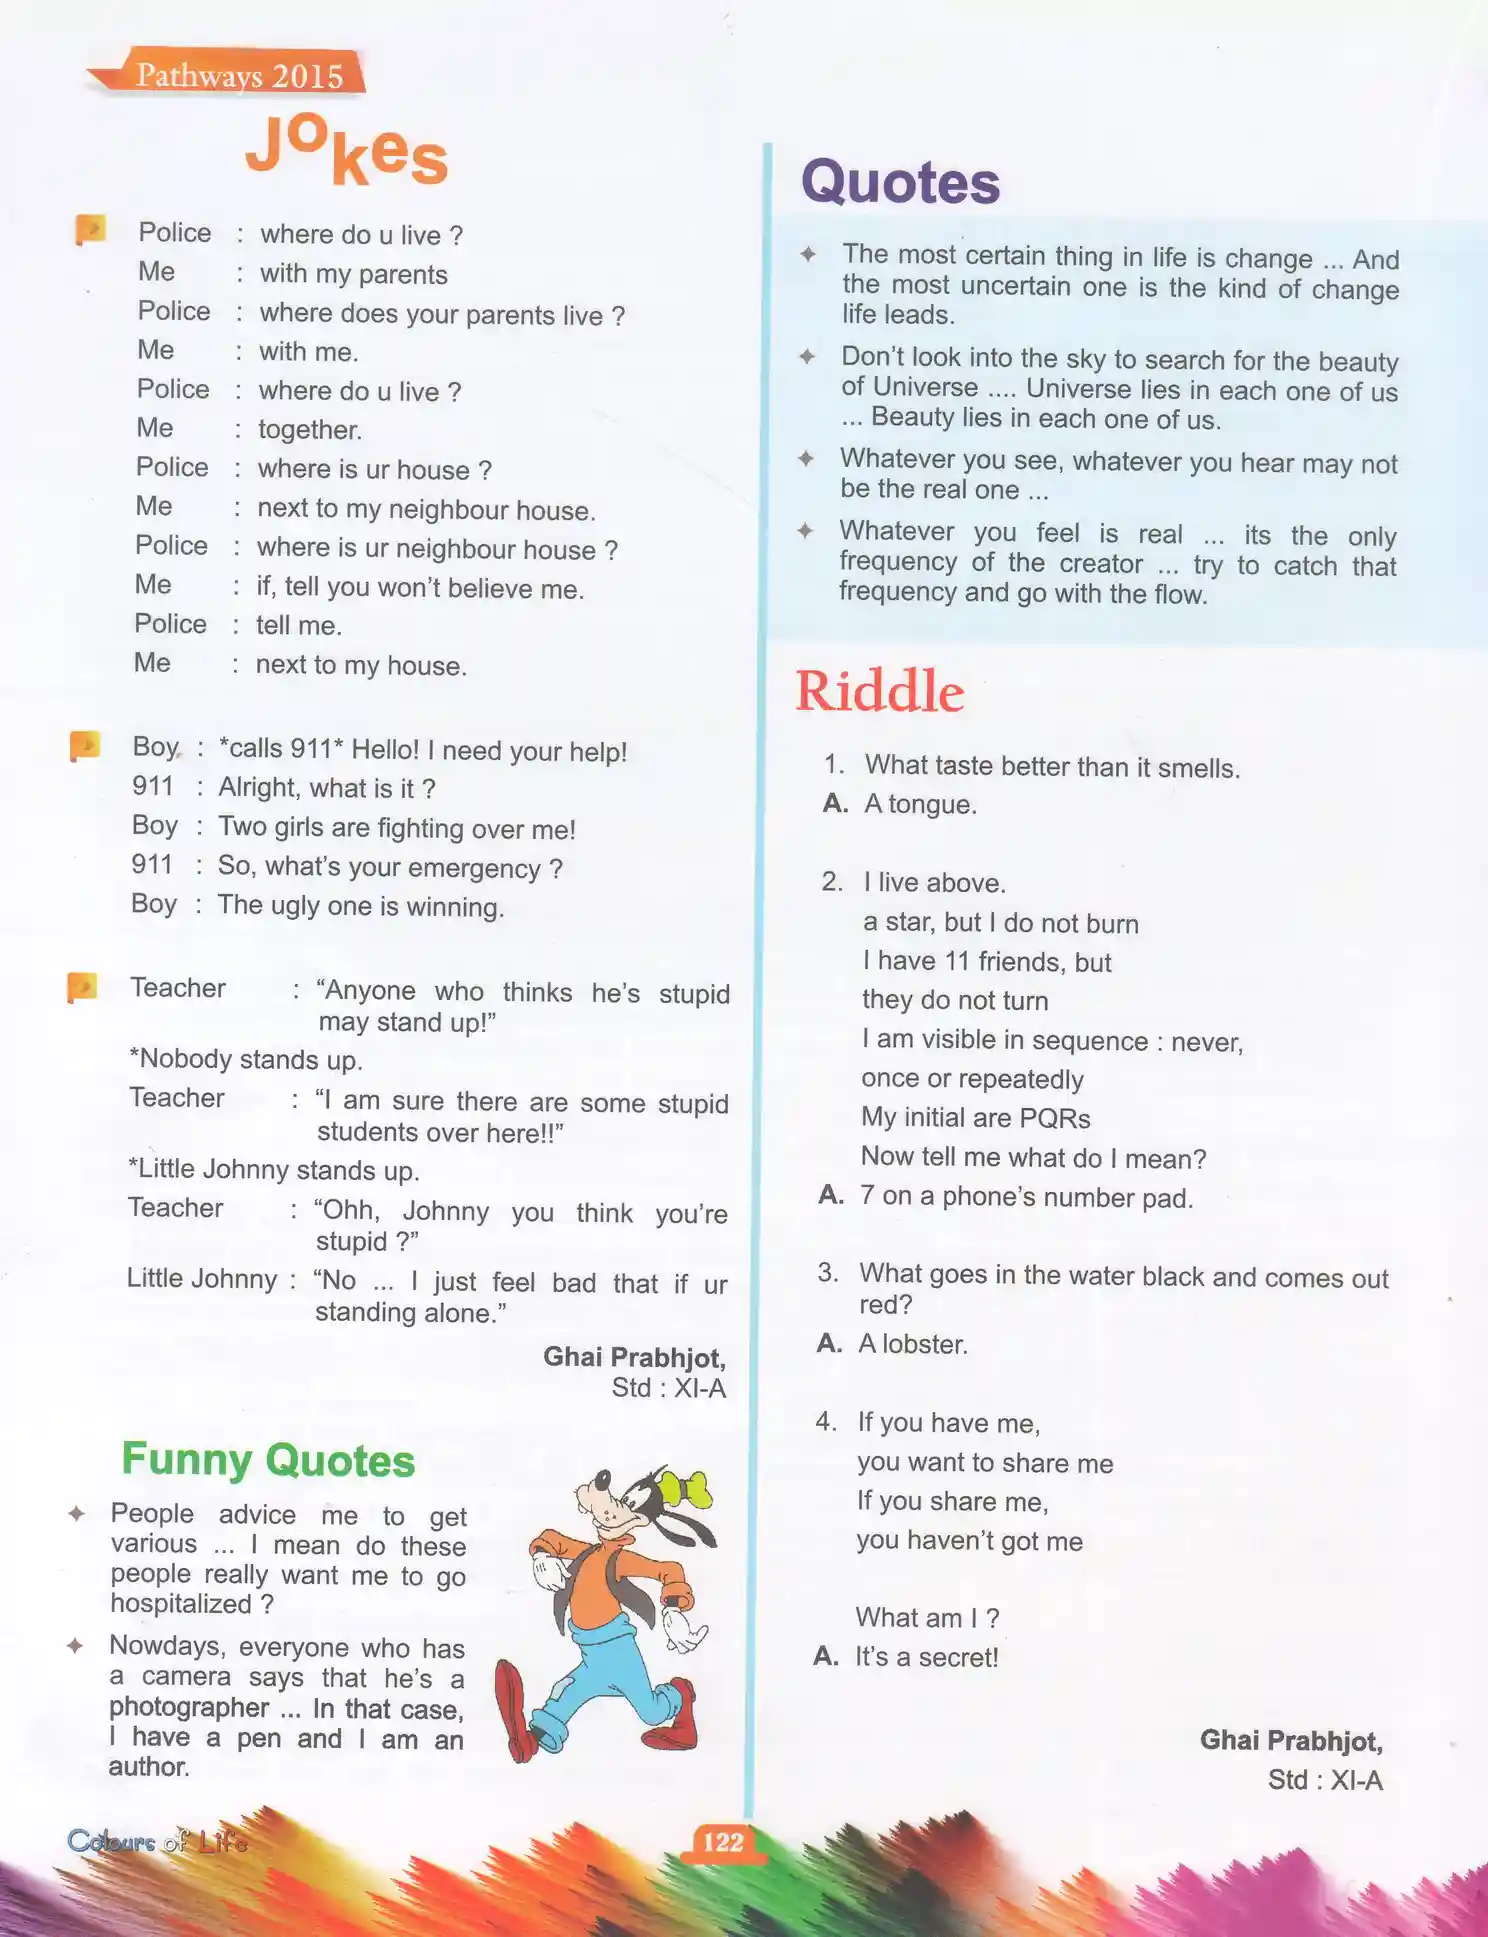 Pathways 2015
Jokes
Police : where do u live ?
Me : with my parents
Police : where does your parents live ?
Me : with me.
Police : where do u live ?
Me : together.
Police : where is ur house ?
Me : next to my neighbour house.
Police : where is ur neighbour house ?
Me : if, tell you won't believe me.
Police : tell me.
Me : next to my house.
Boy : *calls 911* Hello! I need your help!
911 : Alright, what is it ?
Boy : Two girls are fighting over me!
911 : So, what's your emergency ?
Boy : The ugly one is winning.
Teacher : “Anyone who thinks he's stupid
may stand up!”
*Nobody stands up.
Teacher : “I am sure there are some stupid
students over here!!”
*Little Johnny stands up.
Teacher : “Ohh, Johnny you think you're
stupid ?”
Little Johnny : “No ... I just feel bad that if ur
standing alone.”
Ghai Prabhjot,
Std : XI-A
Funny Quotes
People advice me to get
various ... I mean do these
people really want me to go
hospitalized ?
Nowdays, everyone who has
a camera says that he's a
photographer ... In that case,
I have a pen and I am an
author.
Quotes
The most certain thing in life is change ... And
the most uncertain one is the kind of change
life leads.
Don't look into the sky to search for the beauty
of Universe .... Universe lies in each one of us
... Beauty lies in each one of us.
Whatever you see, whatever you hear may not
be the real one ...
Whatever you feel is real ... its the only
frequency of the creator ... try to catch that
frequency and go with the flow.
Riddle
1. What taste better than it smells.
A. A tongue.
2. I live above.
a star, but I do not burn
I have 11 friends, but
they do not turn
I am visible in sequence : never,
once or repeatedly
My initial are PQRs
Now tell me what do I mean?
A. 7 on a phone's number pad.
3. What goes in the water black and comes out
red?
A. A lobster.
4. If you have me,
you want to share me
If you share me,
you haven't got me
What am I ?
A. It's a secret!
Ghai Prabhjot,
Std : XI-A
Colours of Life
122